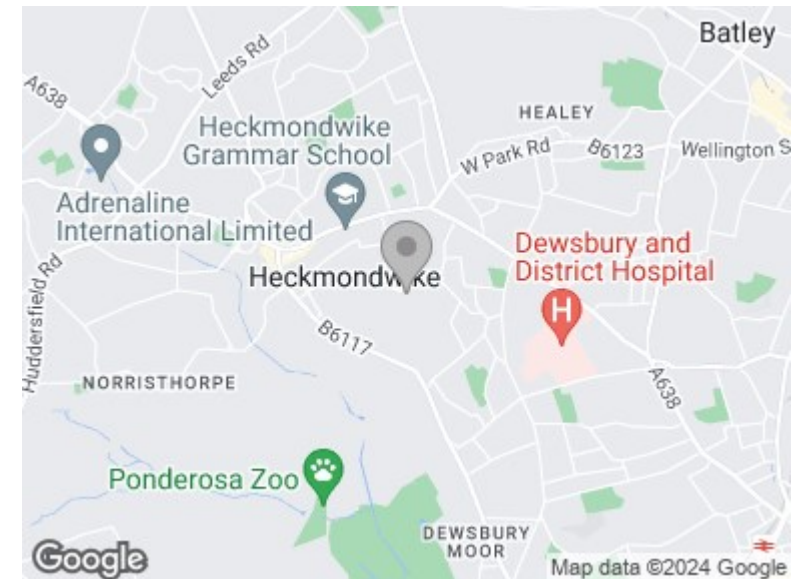 Batley
Leeds Rd
A638
HEALEY
Heckmondwike
Grammar School
W Park Rd
B6123
Wellington S
Adrenaline
International Limited
Dewsbury and
District Hospital
Heckmondwike
H
Huddersfield Rd
B6117
NORRISTHORPE
A638
Ponderosa Zoo
DEWSBURY
MOOR
Google
Map data ©2024 Google